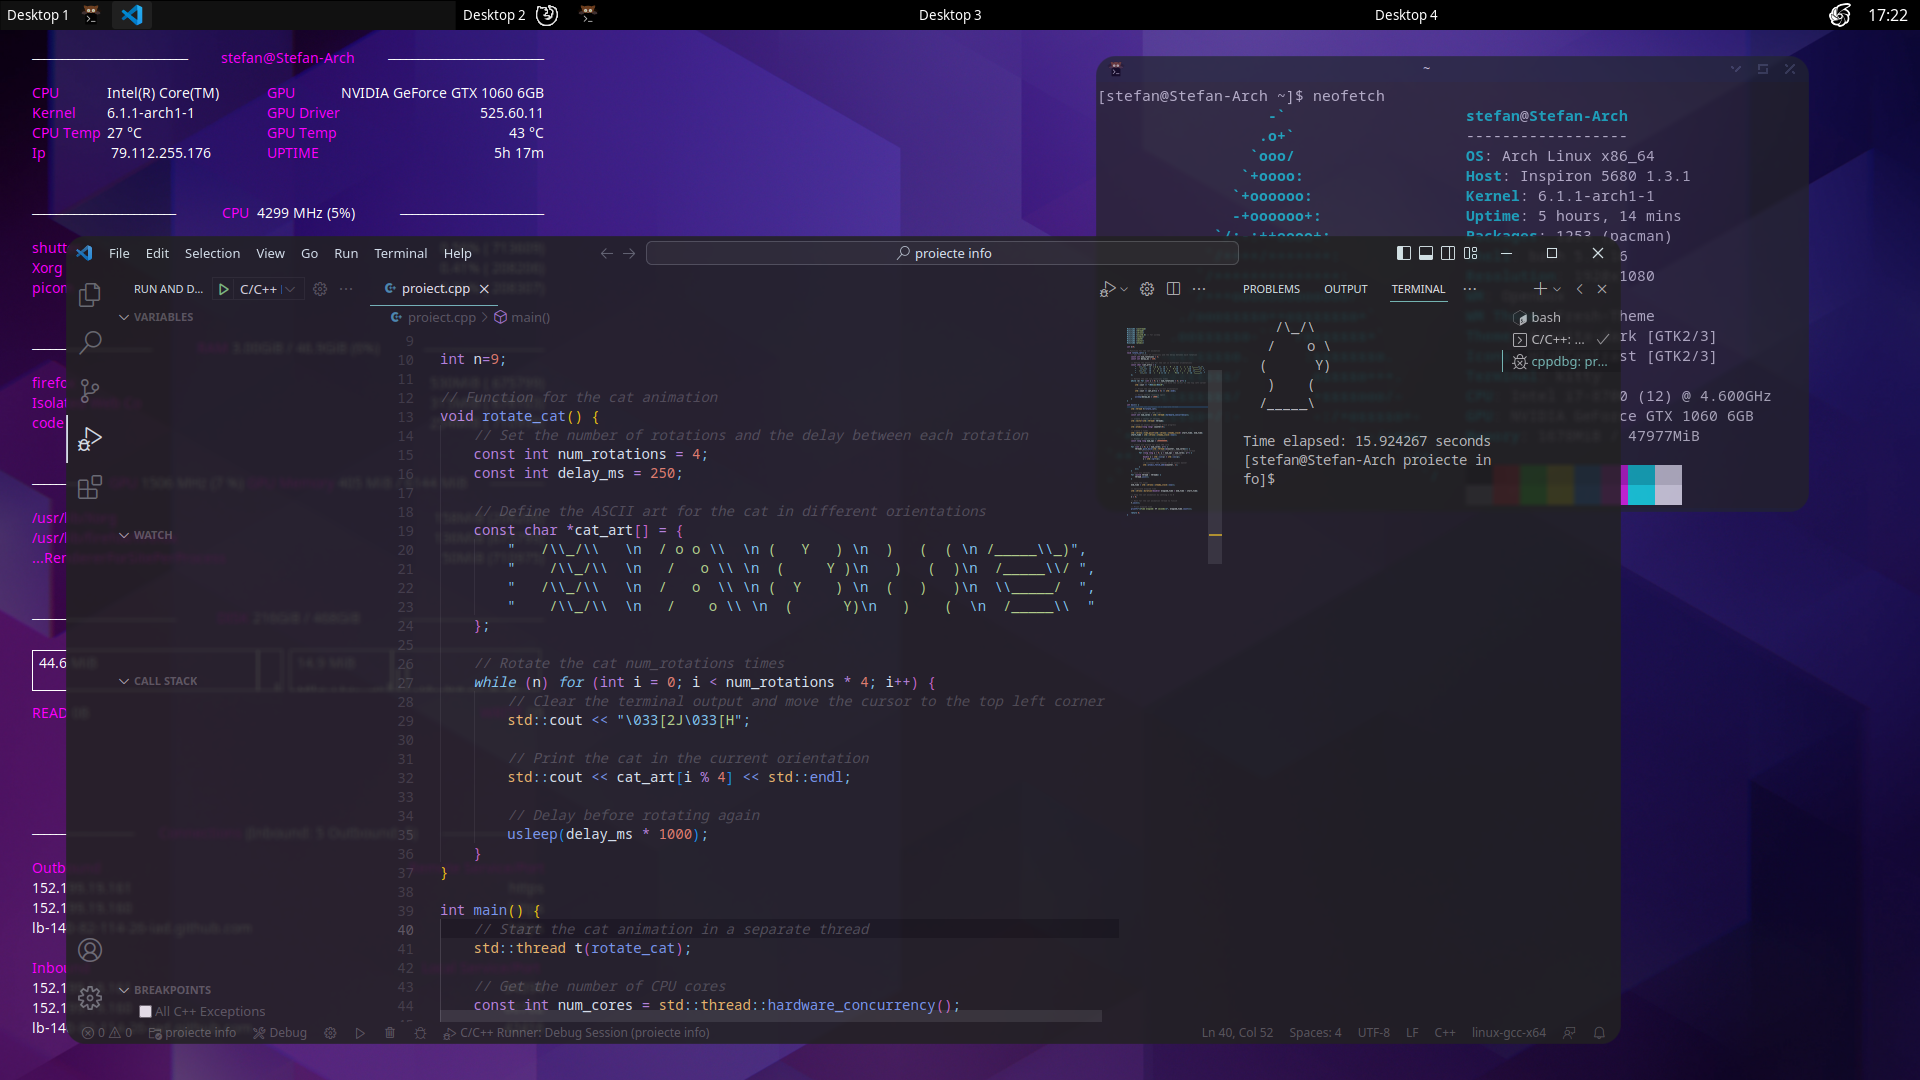 Desktop 1
Desktop 2
Desktop 3
Desktop 4
17:22
stefan@Stefan-Arch
CPU Intel(R) Core(TM) GPU NVIDIA GeForce GTX 1060 6GB
Kernel 6.1.1-arch1-1 GPU Driver 525.60.11
CPU Temp 27 °C GPU Temp 43 °C
Ip 79.112.255.176 UPTIME 5h 17m
CPU 4299 MHz (5%)
Xorg
44.6
READ
152.1
152.1
lb-14
152.1
152.1
lb-14
~
[stefan@Stefan-Arch ~]$ neofetch
-`
.o+`
`ooo/
`+oooo:
`+oooooo:
-+oooooo+:
stefan@Stefan-Arch
------------------
OS: Arch Linux x86_64
Host: Inspiron 5680 1.3.1
Kernel: 6.1.1-arch1-1
Uptime: 5 hours, 14 mins
Packages: 1253 (pacman)
1080
heme
rk [GTK2/3]
st [GTK2/3]
0 (12) @ 4.600GHz
ce GTX 1060 6GB
47977MiB
File Edit Selection View Go Run Terminal Help
proiecte info
RUN AND D... C/C++
proiect.cpp
PROBLEMS OUTPUT TERMINAL
VARIABLES
WATCH
CALL STACK
BREAKPOINTS
All C++ Exceptions
proiect.cpp > main()
9
10 int n=9;
11
12 // Function for the cat animation
13 void rotate_cat() {
14 // Set the number of rotations and the delay between each rotation
15 const int num_rotations = 4;
16 const int delay_ms = 250;
17
18 // Define the ASCII art for the cat in different orientations
19 const char *cat_art[] = {
20 "   /\\_/\\   \n  / o o \\  \n (   Y   ) \n  )   (  ( \n /_____\\_)",
21 "    /\\_/\\  \n   /   o \\ \n  (     Y )\n   )   (  )\n  /_____\\/ ",
22 "   /\\_/\\   \n  /   o  \\ \n (  Y    ) \n  (   )   )\n  \\_____/  ",
23 "    /\\_/\\  \n   /    o \\ \n  (      Y)\n   )    (  \n  /_____\\  "
24 };
25
26 // Rotate the cat num_rotations times
27 while (n) for (int i = 0; i < num_rotations * 4; i++) {
28 // Clear the terminal output and move the cursor to the top left corner
29 std::cout << "\033[2J\033[H";
30
31 // Print the cat in the current orientation
32 std::cout << cat_art[i % 4] << std::endl;
33
34 // Delay before rotating again
35 usleep(delay_ms * 1000);
36 }
37 }
38
39 int main() {
40 // Start the cat animation in a separate thread
41 std::thread t(rotate_cat);
42
43 // Get the number of CPU cores
44 const int num_cores = std::thread::hardware_concurrency();
/\_/\
/    o \
(      Y)
)    (
/_____\
Time elapsed: 15.924267 seconds
[stefan@Stefan-Arch proiecte in
fo]$
bash
C/C++: ...
cppdbg: pr...
0 0 proiecte info Debug C/C++ Runner: Debug Session (proiecte info)
Ln 40, Col 52 Spaces: 4 UTF-8 LF C++ linux-gcc-x64